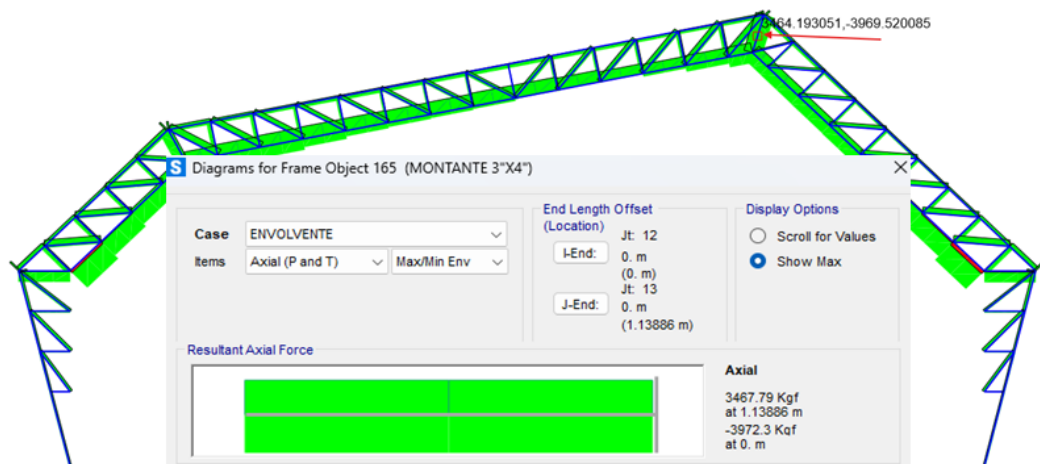 3464.193051,-3969.520085
S Diagrams for Frame Object 165 (MONTANTE 3"X4")
Case ENVOLVENTE
Items Axial (P and T) Max/Min Env
End Length Offset
(Location)
I-End:
Jt: 12
0. m
(0. m)
J-End:
Jt: 13
0. m
(1.13886 m)
Display Options
Scroll for Values
Show Max
Resultant Axial Force
Axial
3467.79 Kgf
at 1.13886 m
-3972.3 Kgf
at 0. m